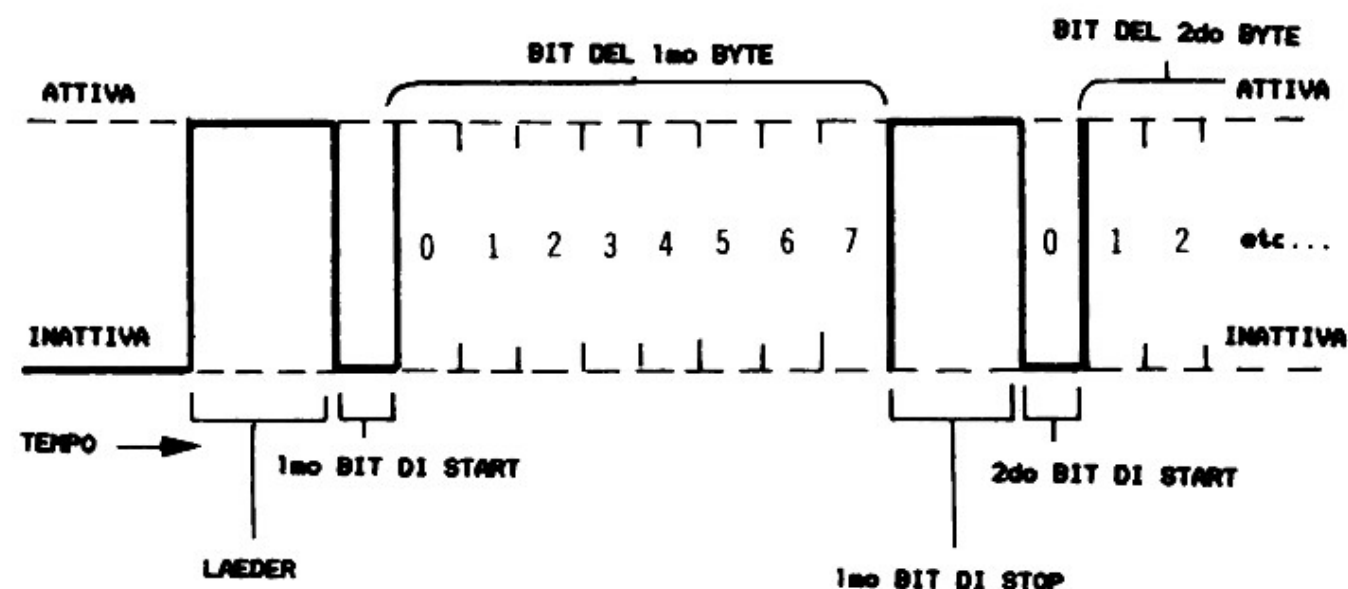 BIT DEL 1mo BYTE
BIT DEL 2do BYTE
ATTIVA
ATTIVA
0 1 2 3 4 5 6 7 0 1 2 etc...
INATTIVA
INATTIVA
TEMPO
1mo BIT DI START
2do BIT DI START
LAEDER
1mo BIT DI STOP